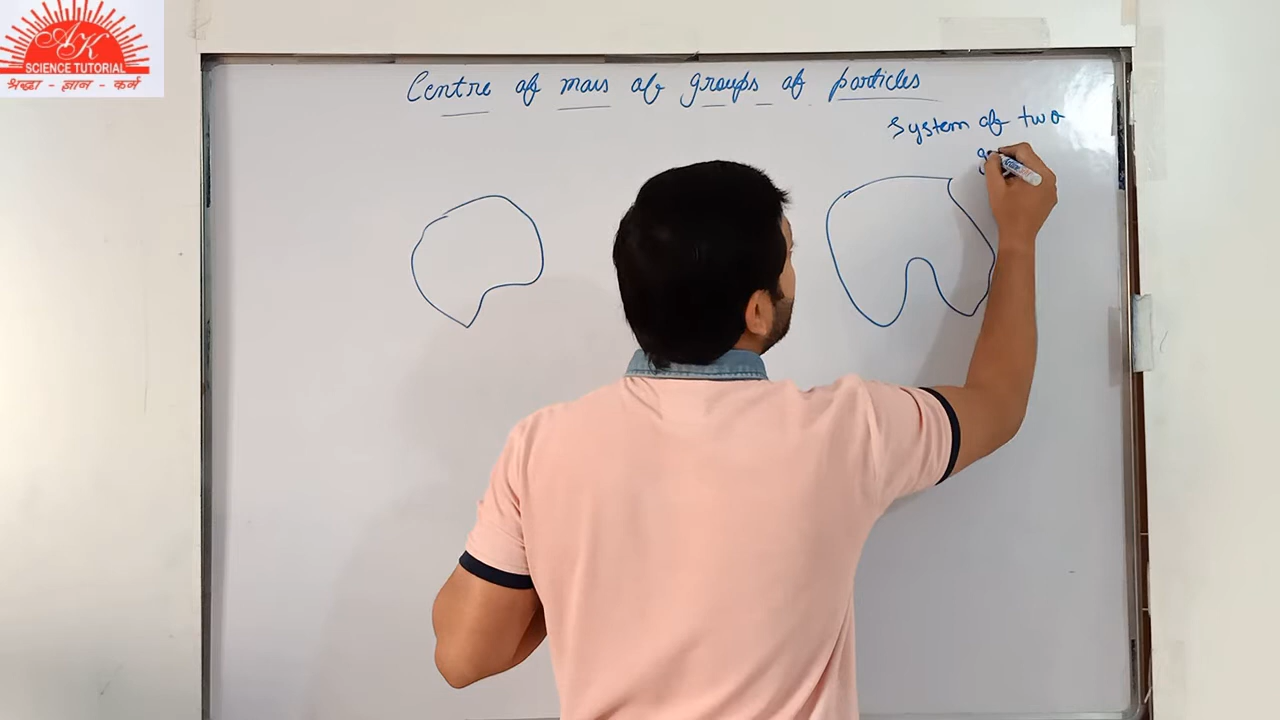 AK
SCIENCE TUTORIAL
श्रद्धा - ज्ञान - कर्म
Centre of mass of groups of particles
System of two